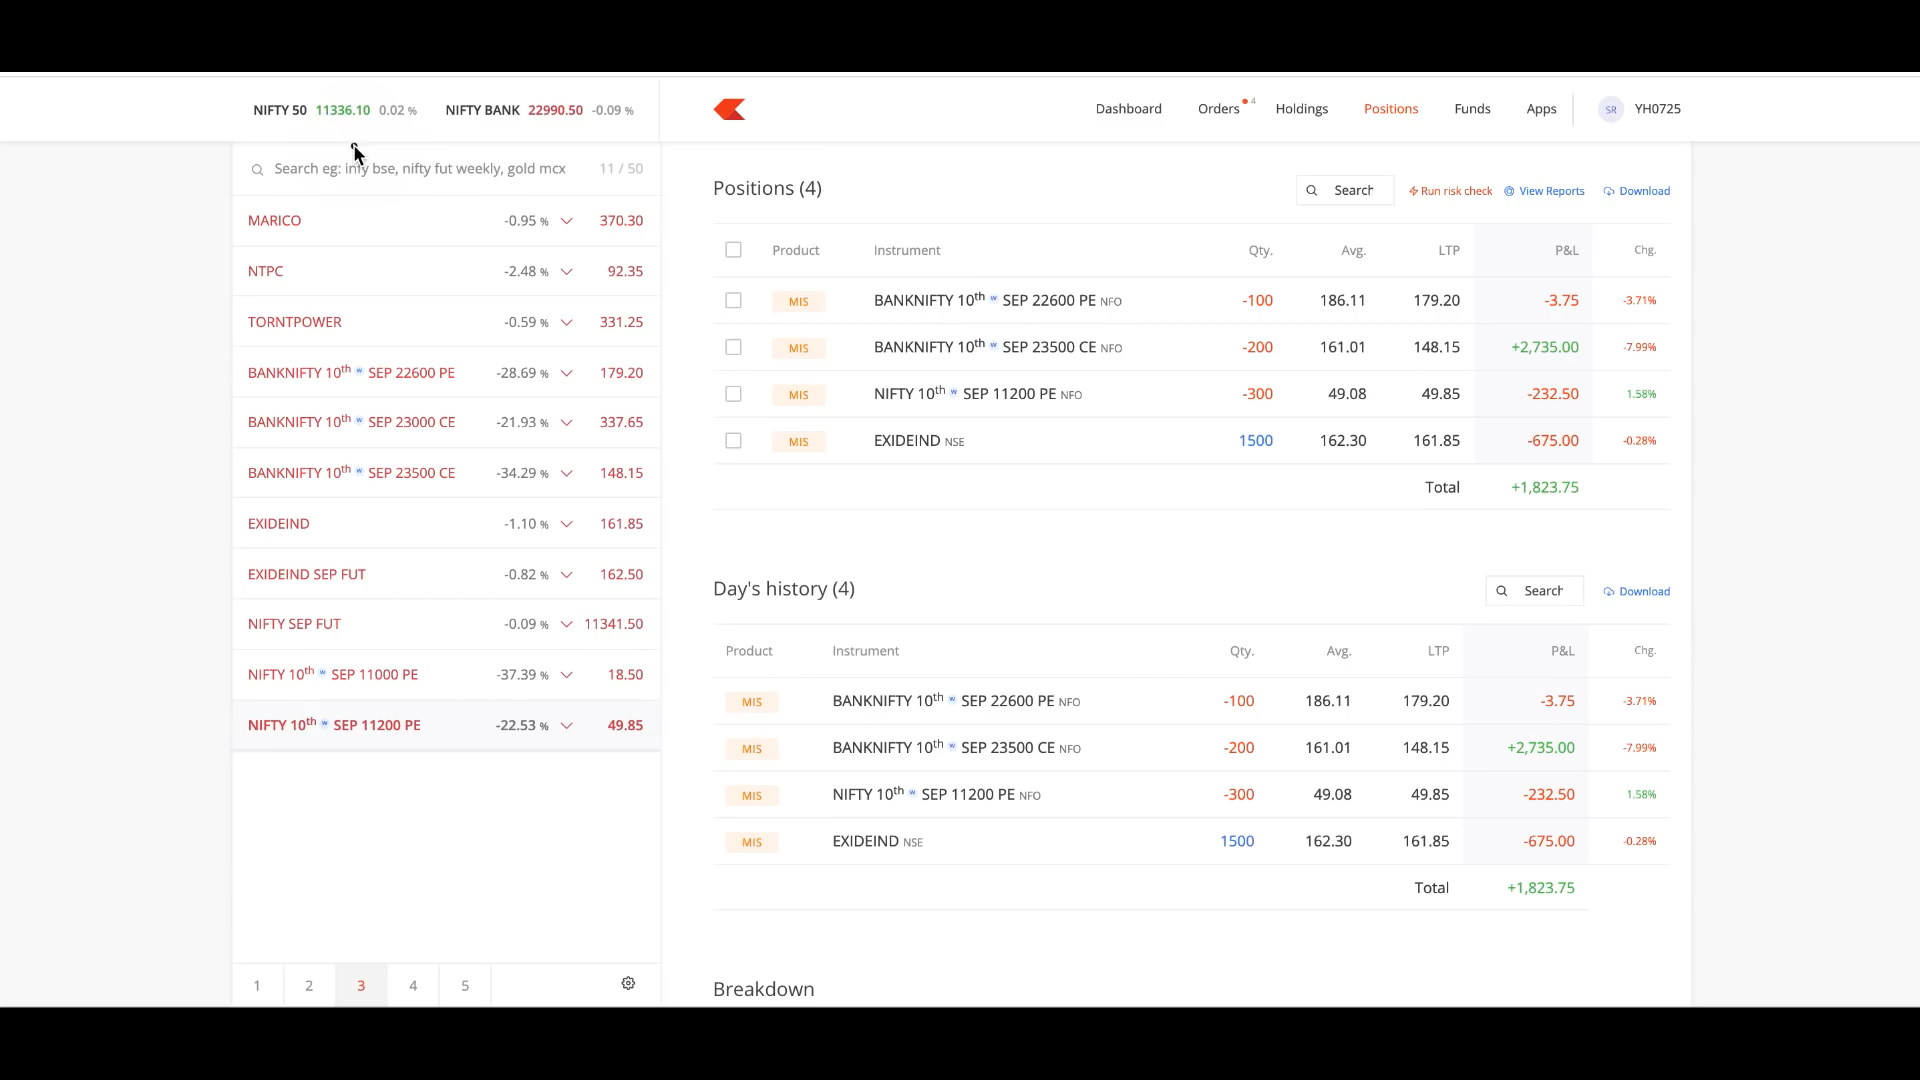 NIFTY 50 11336.10 0.02 % NIFTY BANK 22990.50 -0.09 %
Dashboard Orders 4 Holdings Positions Funds Apps SR YH0725
Search eg: infy bse, nifty fut weekly, gold mcx 11 / 50
MARICO -0.95 % 370.30
NTPC -2.48 % 92.35
TORNTPOWER -0.59 % 331.25
BANKNIFTY 10th w SEP 22600 PE -28.69 % 179.20
BANKNIFTY 10th w SEP 23000 CE -21.93 % 337.65
BANKNIFTY 10th w SEP 23500 CE -34.29 % 148.15
EXIDEIND -1.10 % 161.85
EXIDEIND SEP FUT -0.82 % 162.50
NIFTY SEP FUT -0.09 % 11341.50
NIFTY 10th w SEP 11000 PE -37.39 % 18.50
NIFTY 10th w SEP 11200 PE -22.53 % 49.85
1 2 3 4 5
Positions (4) Search Run risk check View Reports Download
Product Instrument Qty. Avg. LTP P&L Chg.
MIS BANKNIFTY 10th w SEP 22600 PE NFO -100 186.11 179.20 -3.75 -3.71%
MIS BANKNIFTY 10th w SEP 23500 CE NFO -200 161.01 148.15 +2,735.00 -7.99%
MIS NIFTY 10th w SEP 11200 PE NFO -300 49.08 49.85 -232.50 1.58%
MIS EXIDEIND NSE 1500 162.30 161.85 -675.00 -0.28%
Total +1,823.75
Day's history (4) Search Download
Product Instrument Qty. Avg. LTP P&L Chg.
MIS BANKNIFTY 10th w SEP 22600 PE NFO -100 186.11 179.20 -3.75 -3.71%
MIS BANKNIFTY 10th w SEP 23500 CE NFO -200 161.01 148.15 +2,735.00 -7.99%
MIS NIFTY 10th w SEP 11200 PE NFO -300 49.08 49.85 -232.50 1.58%
MIS EXIDEIND NSE 1500 162.30 161.85 -675.00 -0.28%
Total +1,823.75
Breakdown